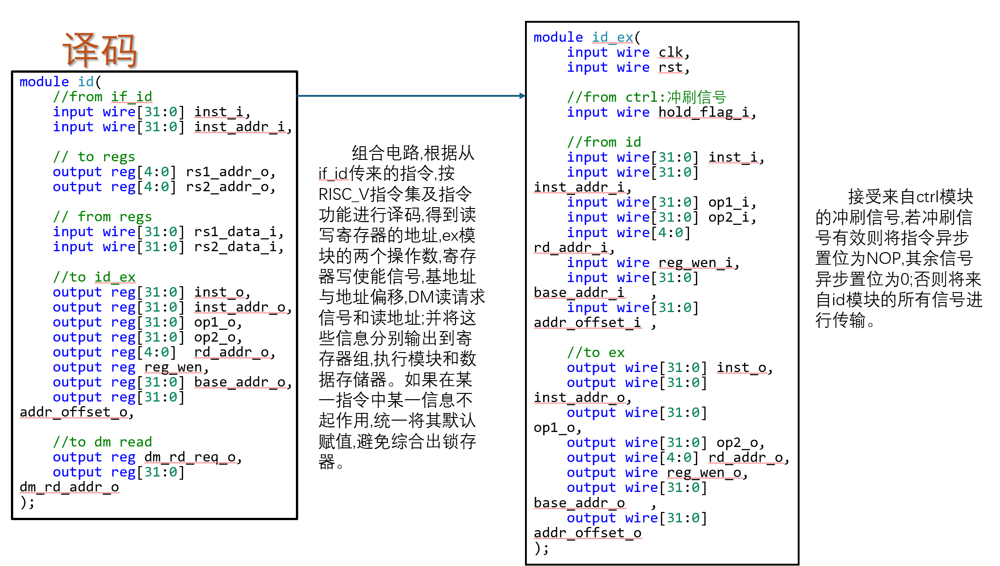 译码
module id(
    //from if_id
    input wire[31:0] inst_i,
    input wire[31:0] inst_addr_i,

    // to regs
    output reg[4:0] rs1_addr_o,
    output reg[4:0] rs2_addr_o,

    // from regs
    input wire[31:0] rs1_data_i,
    input wire[31:0] rs2_data_i,

    //to id_ex
    output reg[31:0] inst_o,
    output reg[31:0] inst_addr_o,
    output reg[31:0] op1_o,
    output reg[31:0] op2_o,
    output reg[4:0]  rd_addr_o,
    output reg reg_wen,
    output reg[31:0] base_addr_o,
    output reg[31:0]
addr_offset_o,

    //to dm read
    output reg dm_rd_req_o,
    output reg[31:0]
dm_rd_addr_o
);
组合电路,根据从
if_id传来的指令,按
RISC_V指令集及指令
功能进行译码,得到读
写寄存器的地址,ex模
块的两个操作数,寄存
器写使能信号,基地址
与地址偏移,DM读请求
信号和读地址;并将这
些信息分别输出到寄
存器组,执行模块和数
据存储器。如果在某
一指令中某一信息不
起作用,统一将其默认
赋值,避免综合出锁存
器。
module id_ex(
    input wire clk,
    input wire rst,

    //from ctrl:冲刷信号
    input wire hold_flag_i,

    //from id
    input wire[31:0] inst_i,
    input wire[31:0]
inst_addr_i,
    input wire[31:0] op1_i,
    input wire[31:0] op2_i,
    input wire[4:0]
rd_addr_i,
    input wire reg_wen_i,
    input wire[31:0]
base_addr_i   ,
    input wire[31:0]
addr_offset_i ,

    //to ex
    output wire[31:0] inst_o,
    output wire[31:0]
inst_addr_o,
    output wire[31:0]
op1_o,
    output wire[31:0] op2_o,
    output wire[4:0] rd_addr_o,
    output wire reg_wen_o,
    output wire[31:0]
base_addr_o   ,
    output wire[31:0]
addr_offset_o
);
接受来自ctrl模块
的冲刷信号,若冲刷信
号有效则将指令异步
置位为NOP,其余信号
异步置位为0;否则将来
自id模块的所有信号进
行传输。